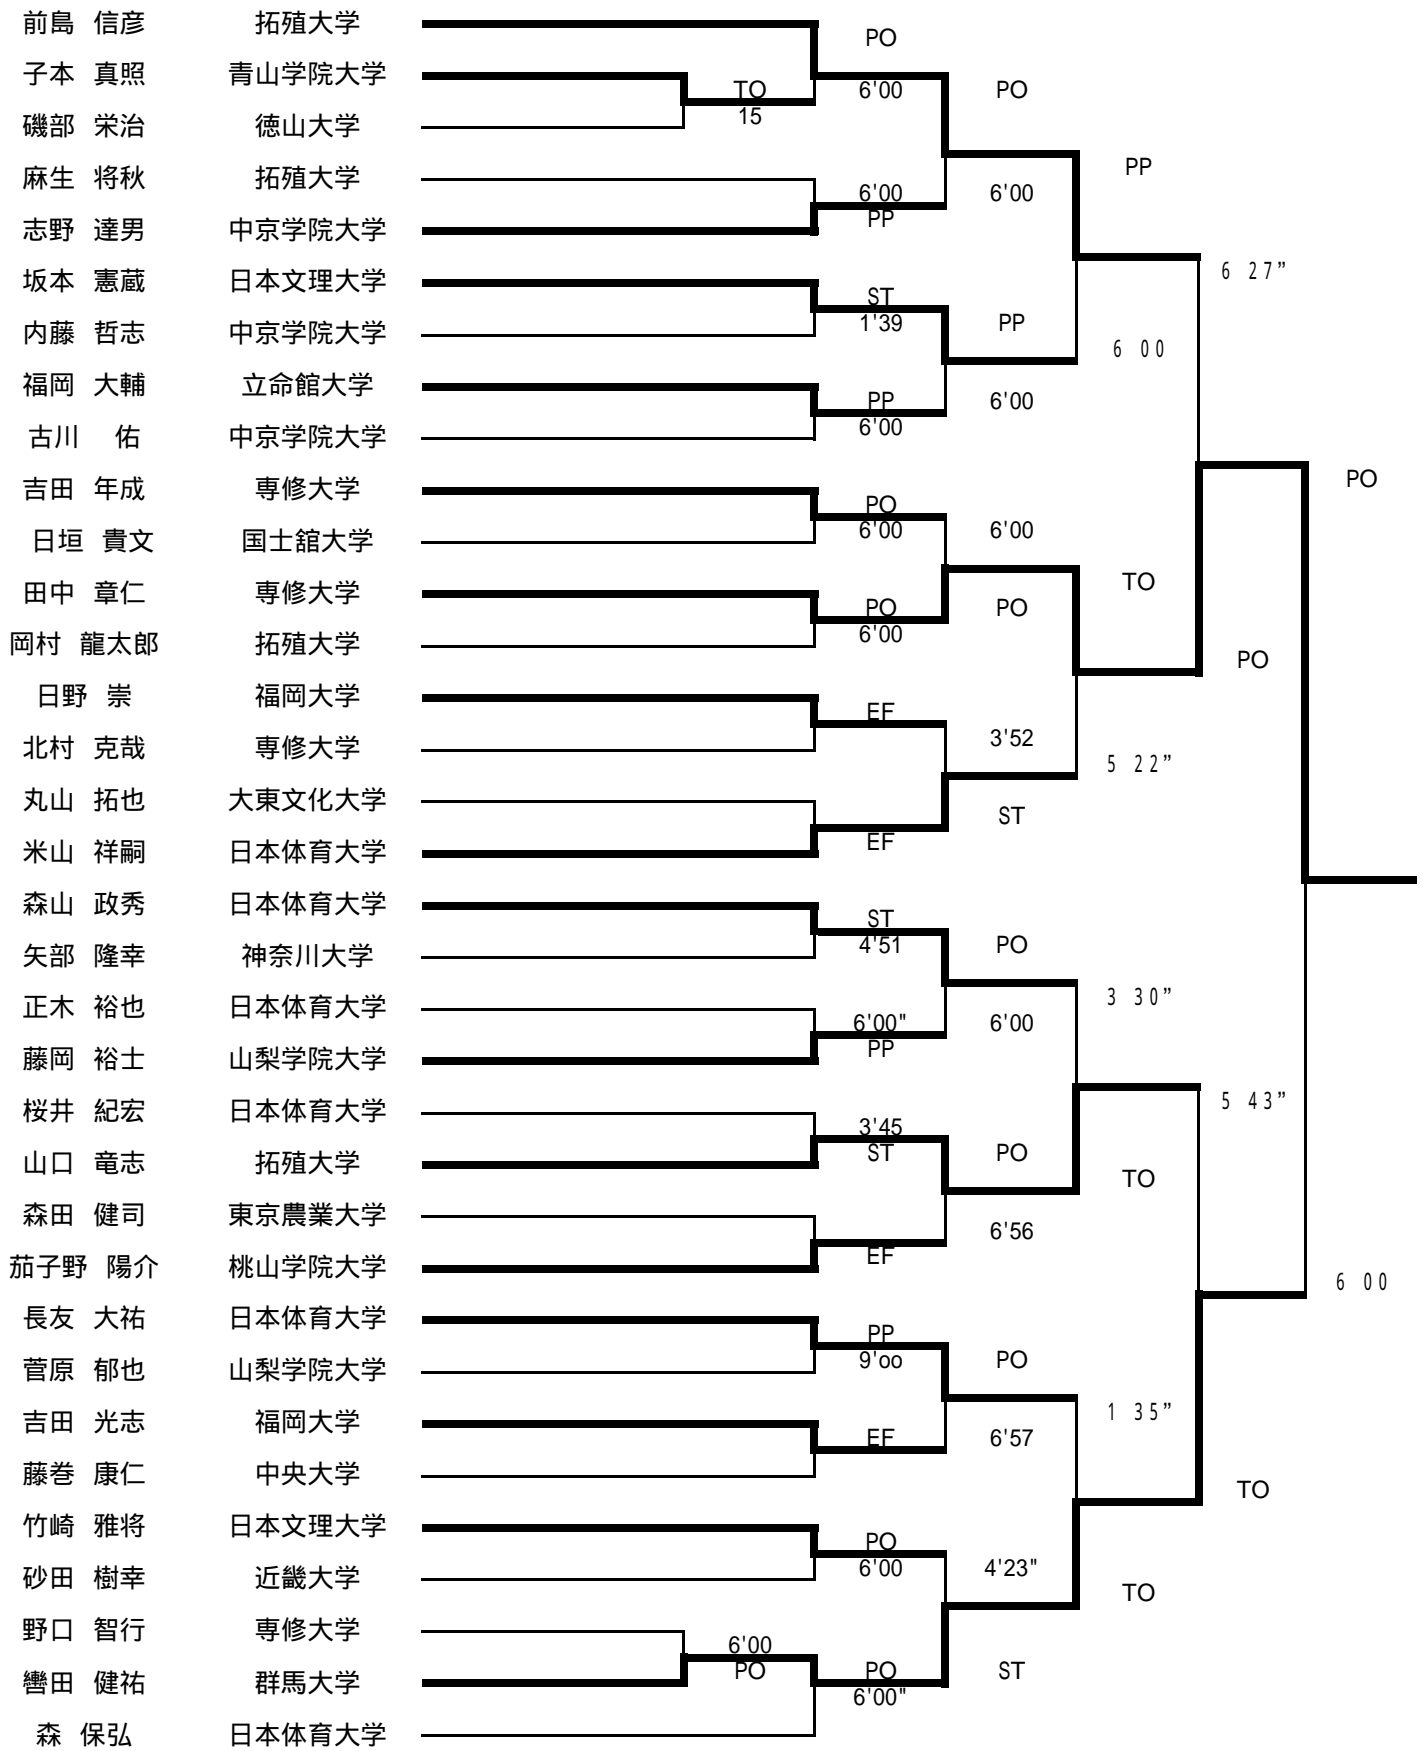 前島 信彦 拓殖大学
PO
子本 真照 青山学院大学
TO
6'00
PO
15
磯部 栄治 徳山大学
PP
麻生 将秋 拓殖大学
6'00
6'00
PP
志野 達男 中京学院大学
6 27”
坂本 憲蔵 日本文理大学
ST
1'39
PP
内藤 哲志 中京学院大学
6 00
福岡 大輔 立命館大学
PP
6'00
6'00
古川 佑 中京学院大学
PO
吉田 年成 専修大学
PO
6'00
6'00
日垣 貴文 国士舘大学
TO
田中 章仁 専修大学
PO
PO
6'00
岡村 龍太郎 拓殖大学
PO
日野 崇 福岡大学
EF
3'52
北村 克哉 専修大学
5 22”
丸山 拓也 大東文化大学
ST
EF
米山 祥嗣 日本体育大学
森山 政秀 日本体育大学
ST
4'51
PO
矢部 隆幸 神奈川大学
3 30”
正木 裕也 日本体育大学
6'00"
6'00
PP
藤岡 裕士 山梨学院大学
5 43”
桜井 紀宏 日本体育大学
3'45
ST
PO
山口 竜志 拓殖大学
TO
森田 健司 東京農業大学
6'56
EF
茄子野 陽介 桃山学院大学
6 00
長友 大祐 日本体育大学
PP
9'oo
PO
菅原 郁也 山梨学院大学
1 35”
吉田 光志 福岡大学
EF
6'57
藤巻 康仁 中央大学
TO
竹崎 雅将 日本文理大学
PO
6'00
4'23"
砂田 樹幸 近畿大学
TO
野口 智行 専修大学
6'00
PO
PO
ST
6'00"
田 健祐 群馬大学
森 保弘 日本体育大学